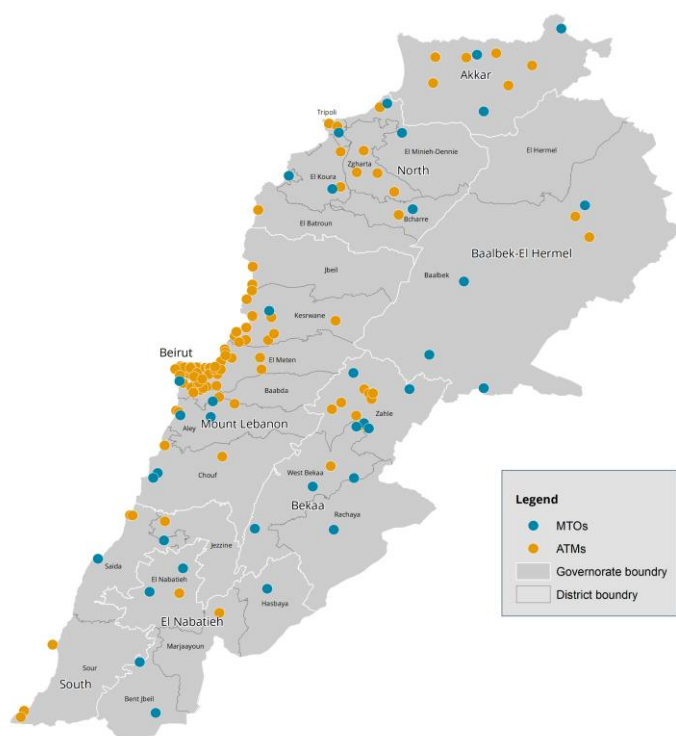 Akkar
Tripoli
El Minieh-Dennie
El Hermel
Zgharta
North
El Koura
Bcharre
El Batroun
Baalbek-El Hermel
Jbeil
Baalbek
Kesrwane
Beirut
El Meten
Baabda
Zahle
Aley
Mount Lebanon
Chouf
West Bekaa
Bekaa
Rachaya
Jezzine
Saida
El Nabatieh
Hasbaya
El Nabatieh
Marjaayoun
Sour
South
Bent Jbeil
Legend
MTOs
ATMs
Governorate boundry
District boundry